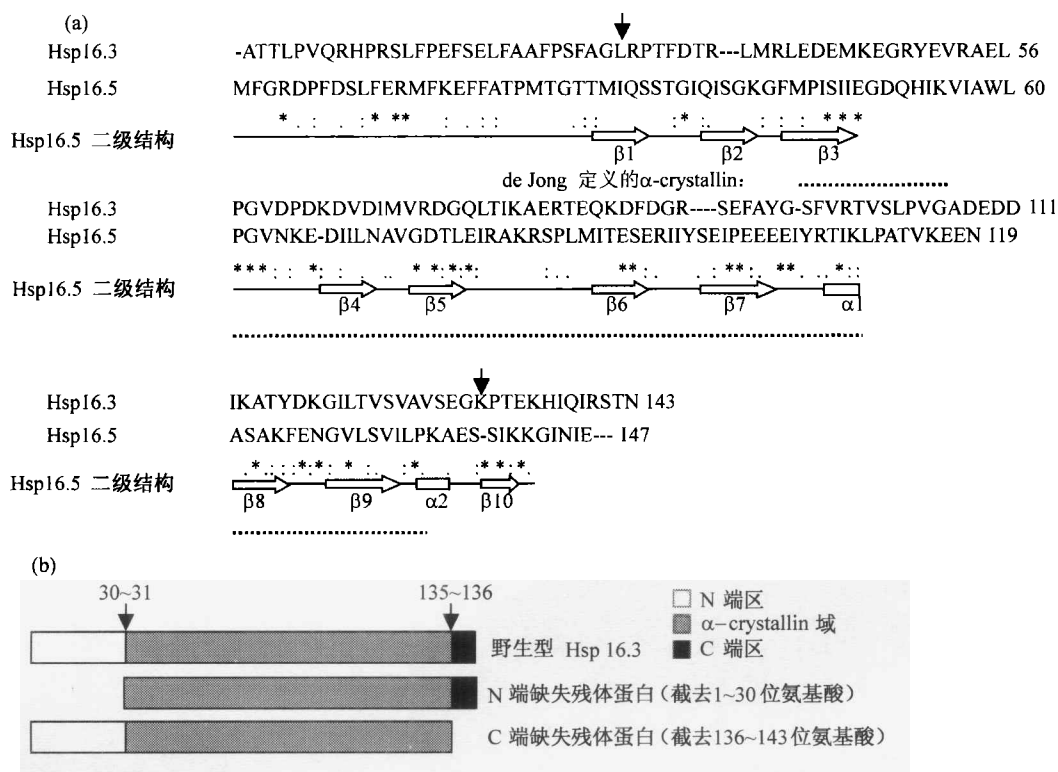 (a)
Hsp16.3 -ATTLPVQRHPRSLFPEFSELFAAFPSFAGLRPTFDTR---LMRLEDEMKEGRYEVRAEL 56
Hsp16.5 MFGRDPFDSLFERMFKEFFATPMTGTTMIQSSTGIQISGKGFMPISIIEGDQHIKVIAWL 60
Hsp16.5 二级结构
β1 β2 β3
de Jong 定义的α-crystallin:
Hsp16.3 PGVDPDKDVDIMVRDGQLTIKAERTEQKDFDGR----SEFAYG-SFVRTVSLPVGADEDD 111
Hsp16.5 PGVNKE-DIILNAVGDTLEIRAKRSPLMITESERIIYSEIPEEEEIYRTIKLPATVKEEN 119
Hsp16.5 二级结构
β4 β5 β6 β7 α1
Hsp16.3 IKATYDKGILTVSVAVSEGKPTEKHIQIRSTN 143
Hsp16.5 ASAKFENGVLSVILPKAES-SIKKGINIE--- 147
Hsp16.5 二级结构
β8 β9 α2 β10
(b)
30~31 135~136
N 端区
α-crystallin 域
C 端区
野生型 Hsp 16.3
N 端缺失残体蛋白(截去1~30 位氨基酸)
C 端缺失残体蛋白(截去136~143 位氨基酸)